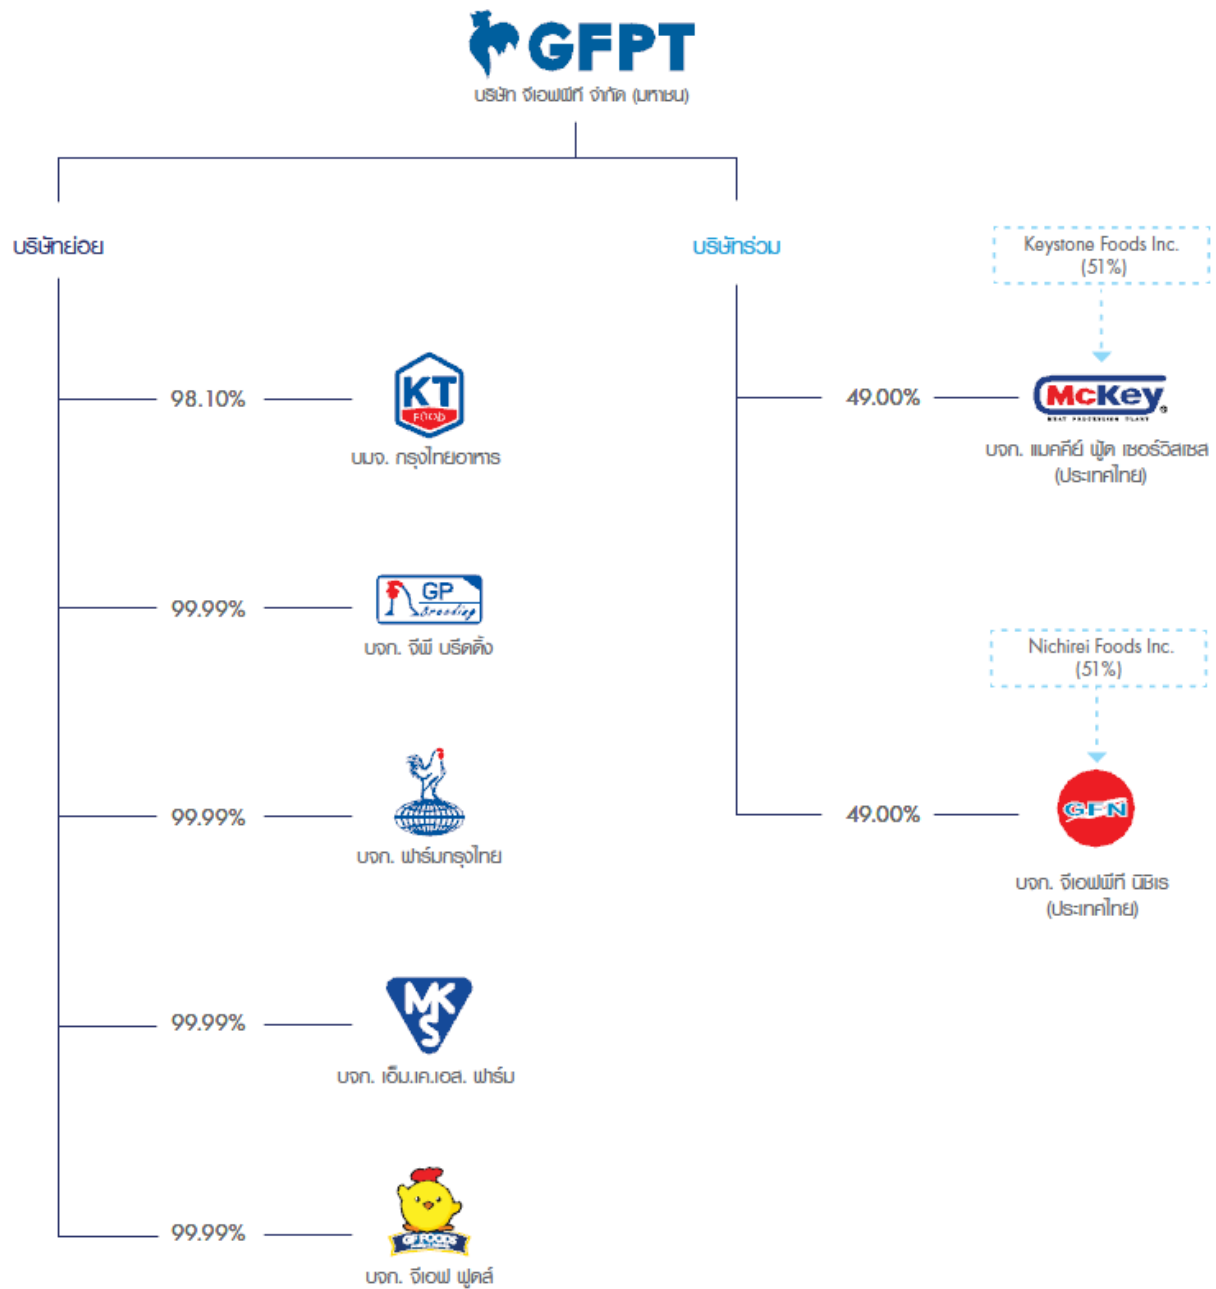 GFPT
บริษัท จีเอฟพีที จำกัด (มหาชน)
บริษัทย่อย
98.10%
KT
FOOD
บมจ. กรุงไทยอาหาร
99.99%
GP
Breeding
บจก. จีพี บรีดดิ้ง
99.99%
บจก. ฟาร์มกรุงไทย
99.99%
MKS
บจก. เอ็ม.เค.เอส. ฟาร์ม
99.99%
GF FOODS
บจก. จีเอฟ ฟูดส์
บริษัทร่วม
Keystone Foods Inc.
(51%)
49.00%
McKey
MEAT PROCESSING PLANT
บจก. แมคคีย์ ฟู้ด เซอร์วิสเซส
(ประเทศไทย)
Nichirei Foods Inc.
(51%)
49.00%
GFN
บจก. จีเอฟพีที นิชิเร
(ประเทศไทย)